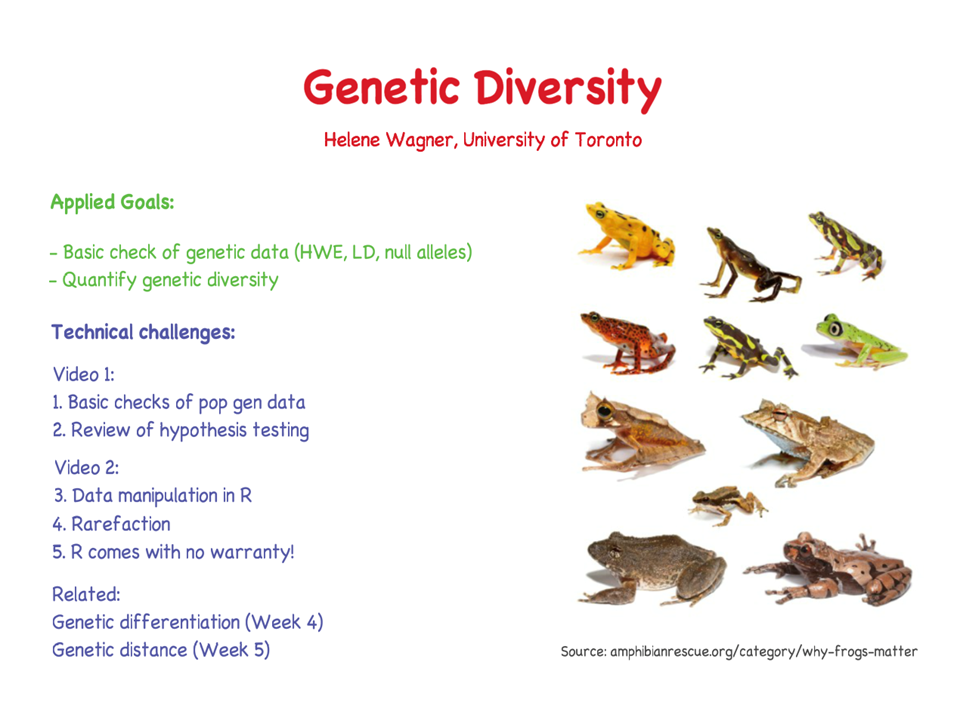 Genetic Diversity
Helene Wagner, University of Toronto
Applied Goals:
- Basic check of genetic data (HWE, LD, null alleles)
- Quantify genetic diversity
Technical challenges:
Video 1:
1. Basic checks of pop gen data
2. Review of hypothesis testing
Video 2:
3. Data manipulation in R
4. Rarefaction
5. R comes with no warranty!
Related:
Genetic differentiation (Week 4)
Genetic distance (Week 5)
Source: amphibianrescue.org/category/why-frogs-matter